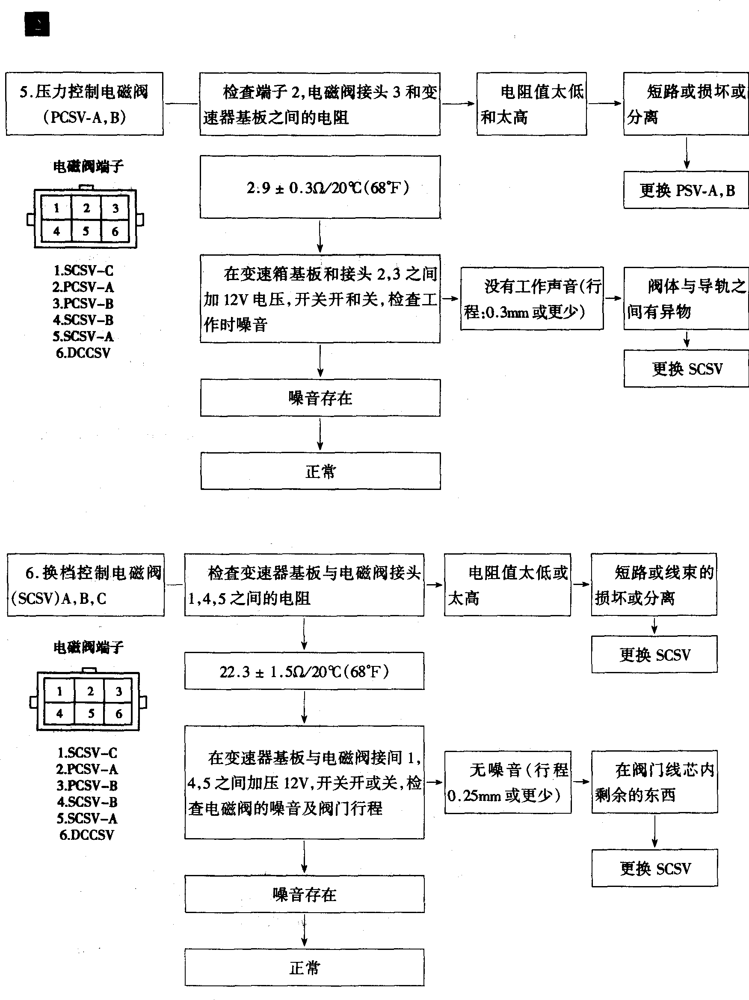 5.压力控制电磁阀
(PCSV-A,B)
检查端子2,电磁阀接头3和变
速器基板之间的电阻
电阻值太低
和太高
短路或损坏或
分离
更换 PSV-A,B
2.9 ± 0.3Ω/20℃(68℉)
电磁阀端子
1 2 3
4 5 6
1.SCSV-C
2.PCSV-A
3.PCSV-B
4.SCSV-B
5.SCSV-A
6.DCCSV
在变速箱基板和接头2,3之间
加12V电压,开关开和关,检查工
作时噪音
没有工作声音(行
程:0.3mm或更少)
阀体与导轨之
间有异物
更换 SCSV
噪音存在
正常
6.换档控制电磁阀
(SCSV)A,B,C
检查变速器基板与电磁阀接头
1,4,5之间的电阻
电阻值太低或
太高
短路或线束的
损坏或分离
更换 SCSV
22.3 ± 1.5Ω/20℃(68℉)
电磁阀端子
1 2 3
4 5 6
1.SCSV-C
2.PCSV-A
3.PCSV-B
4.SCSV-B
5.SCSV-A
6.DCCSV
在变速器基板与电磁阀接间1,
4,5之间加压12V,开关开或关,检
查电磁阀的噪音及阀门行程
无噪音(行程
0.25mm或更少)
在阀门线芯内
剩余的东西
更换 SCSV
噪音存在
正常